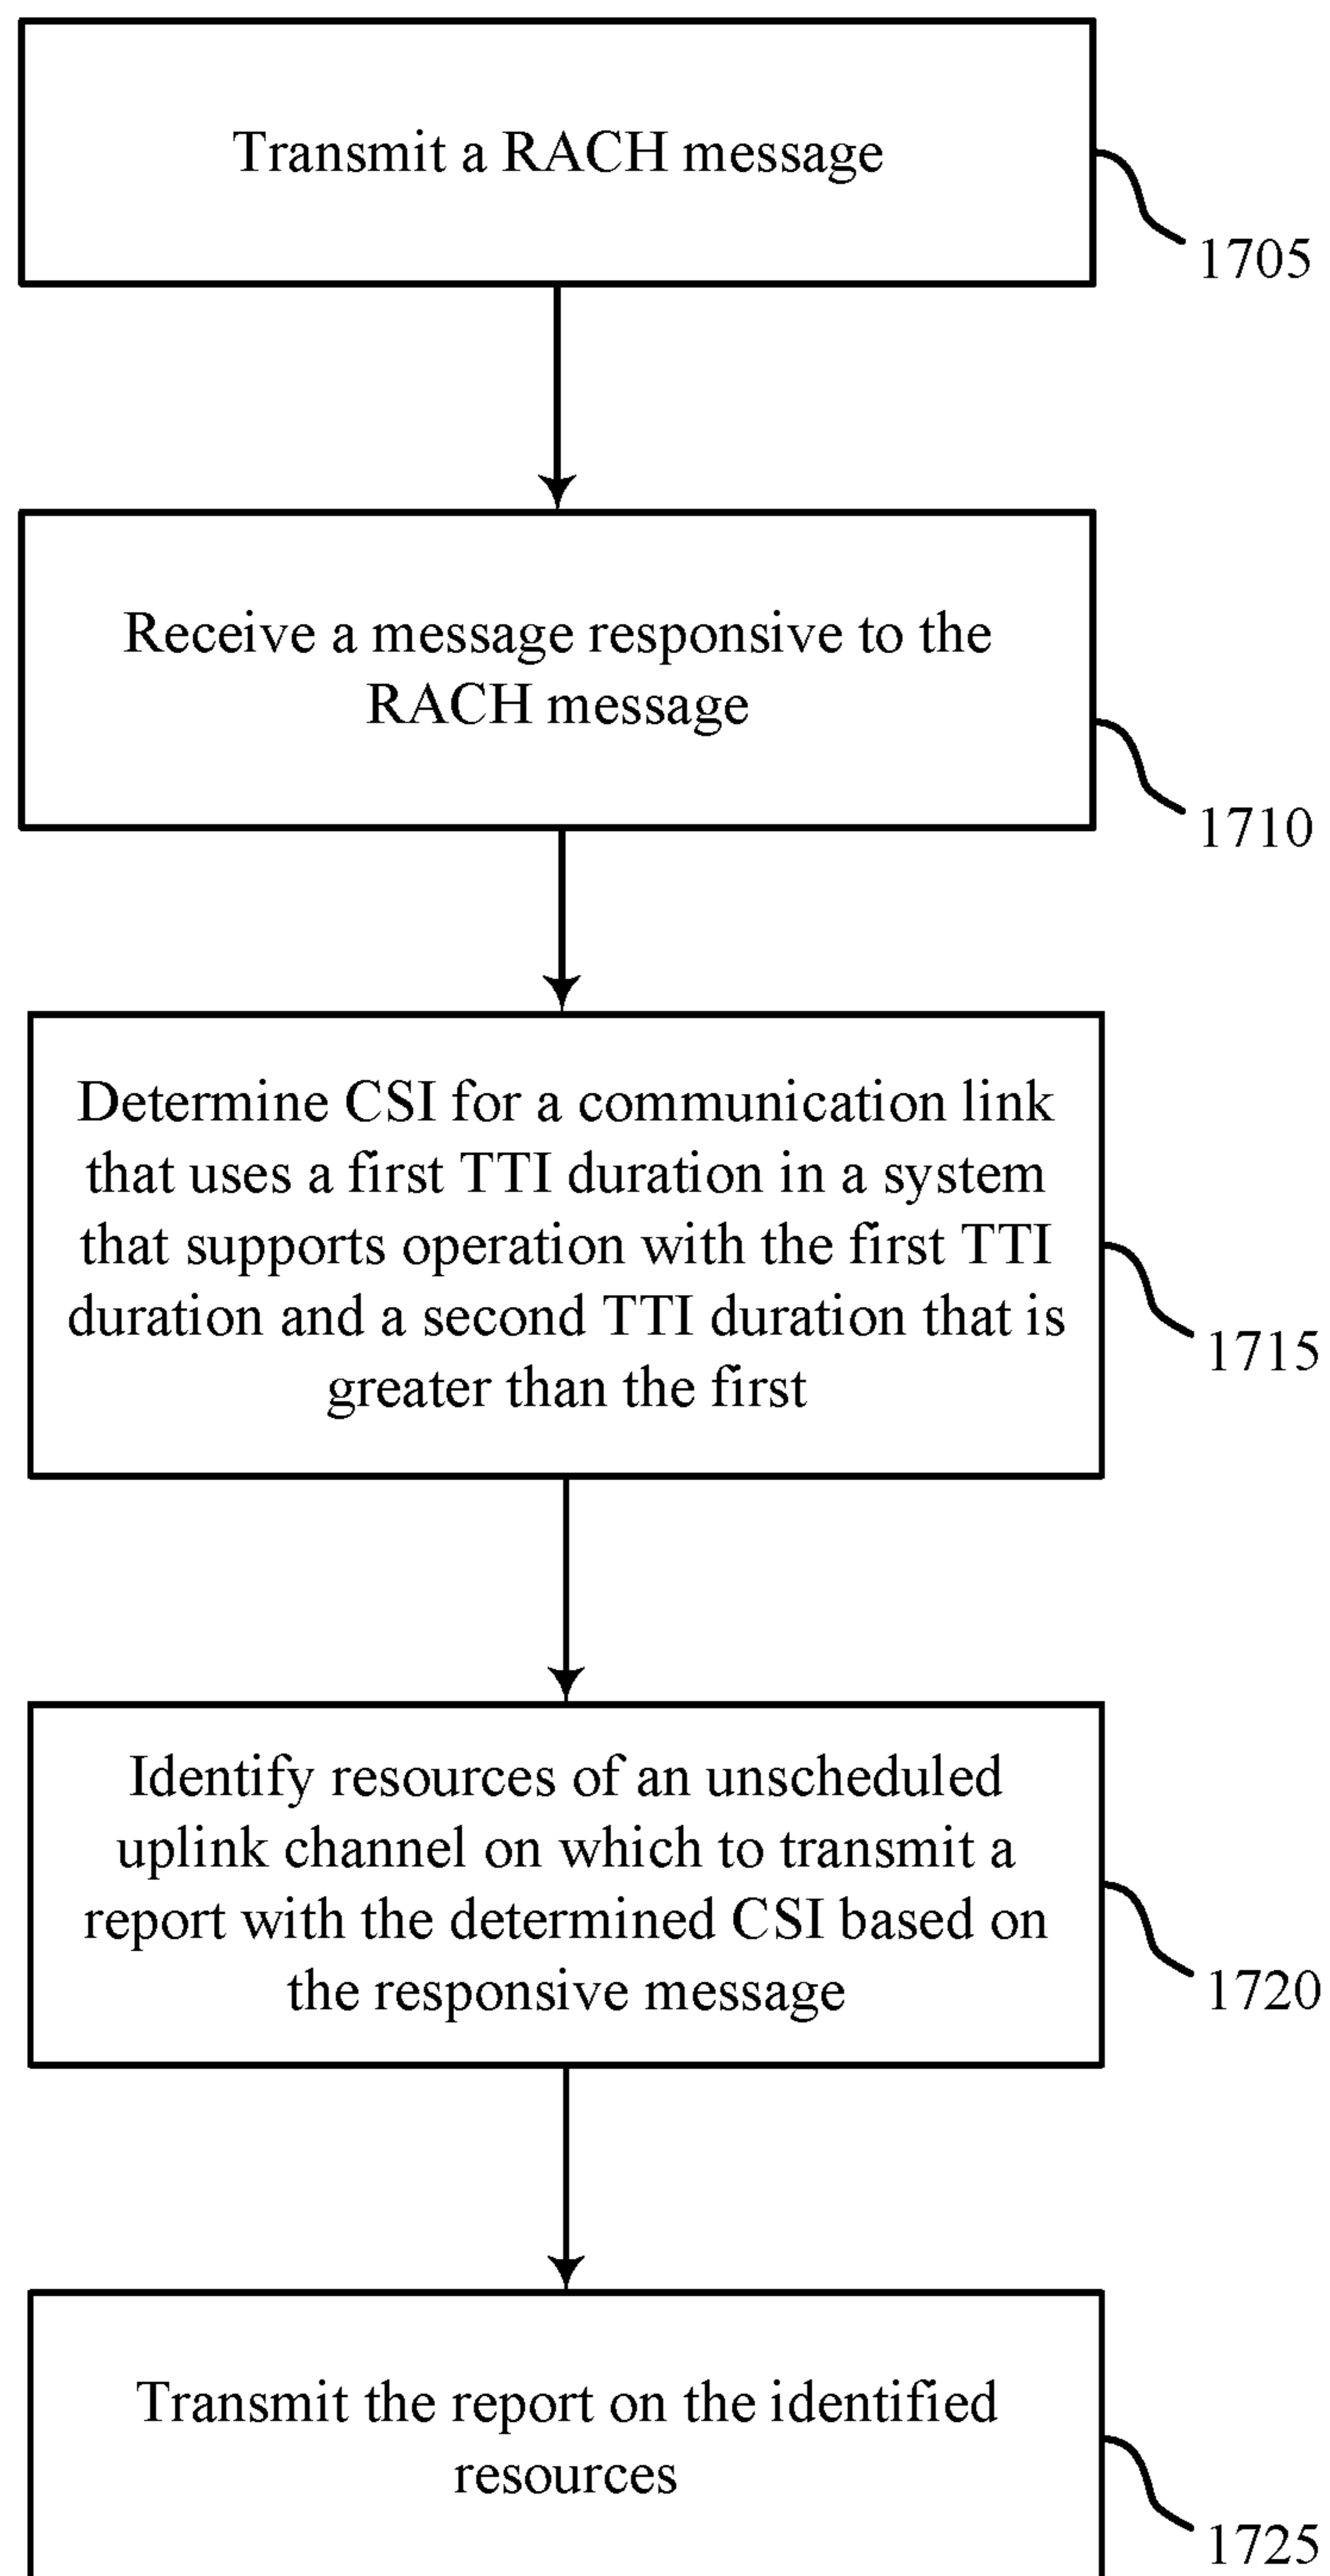 Transmit a RACH message
1705
Receive a message responsive to the
RACH message
1710
Determine CSI for a communication link
that uses a first TTI duration in a system
that supports operation with the first TTI
duration and a second TTI duration that is
greater than the first
1715
Identify resources of an unscheduled
uplink channel on which to transmit a
report with the determined CSI based on
the responsive message
1720
Transmit the report on the identified
resources
1725